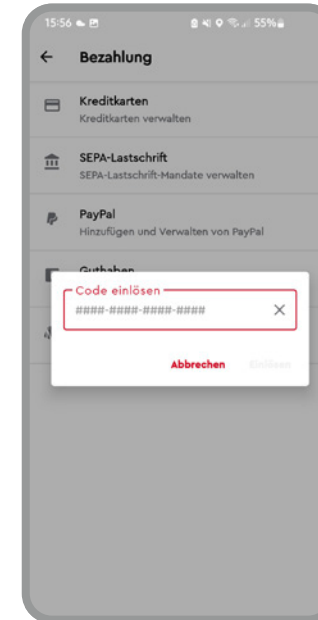 15:56
55%
Bezahlung
Kreditkarten
Kreditkarten verwalten
SEPA-Lastschrift
SEPA-Lastschrift-Mandate verwalten
PayPal
Hinzufügen und Verwalten von PayPal
Guthaben
Code einlösen
####-####-####-####
Abbrechen
Einlösen